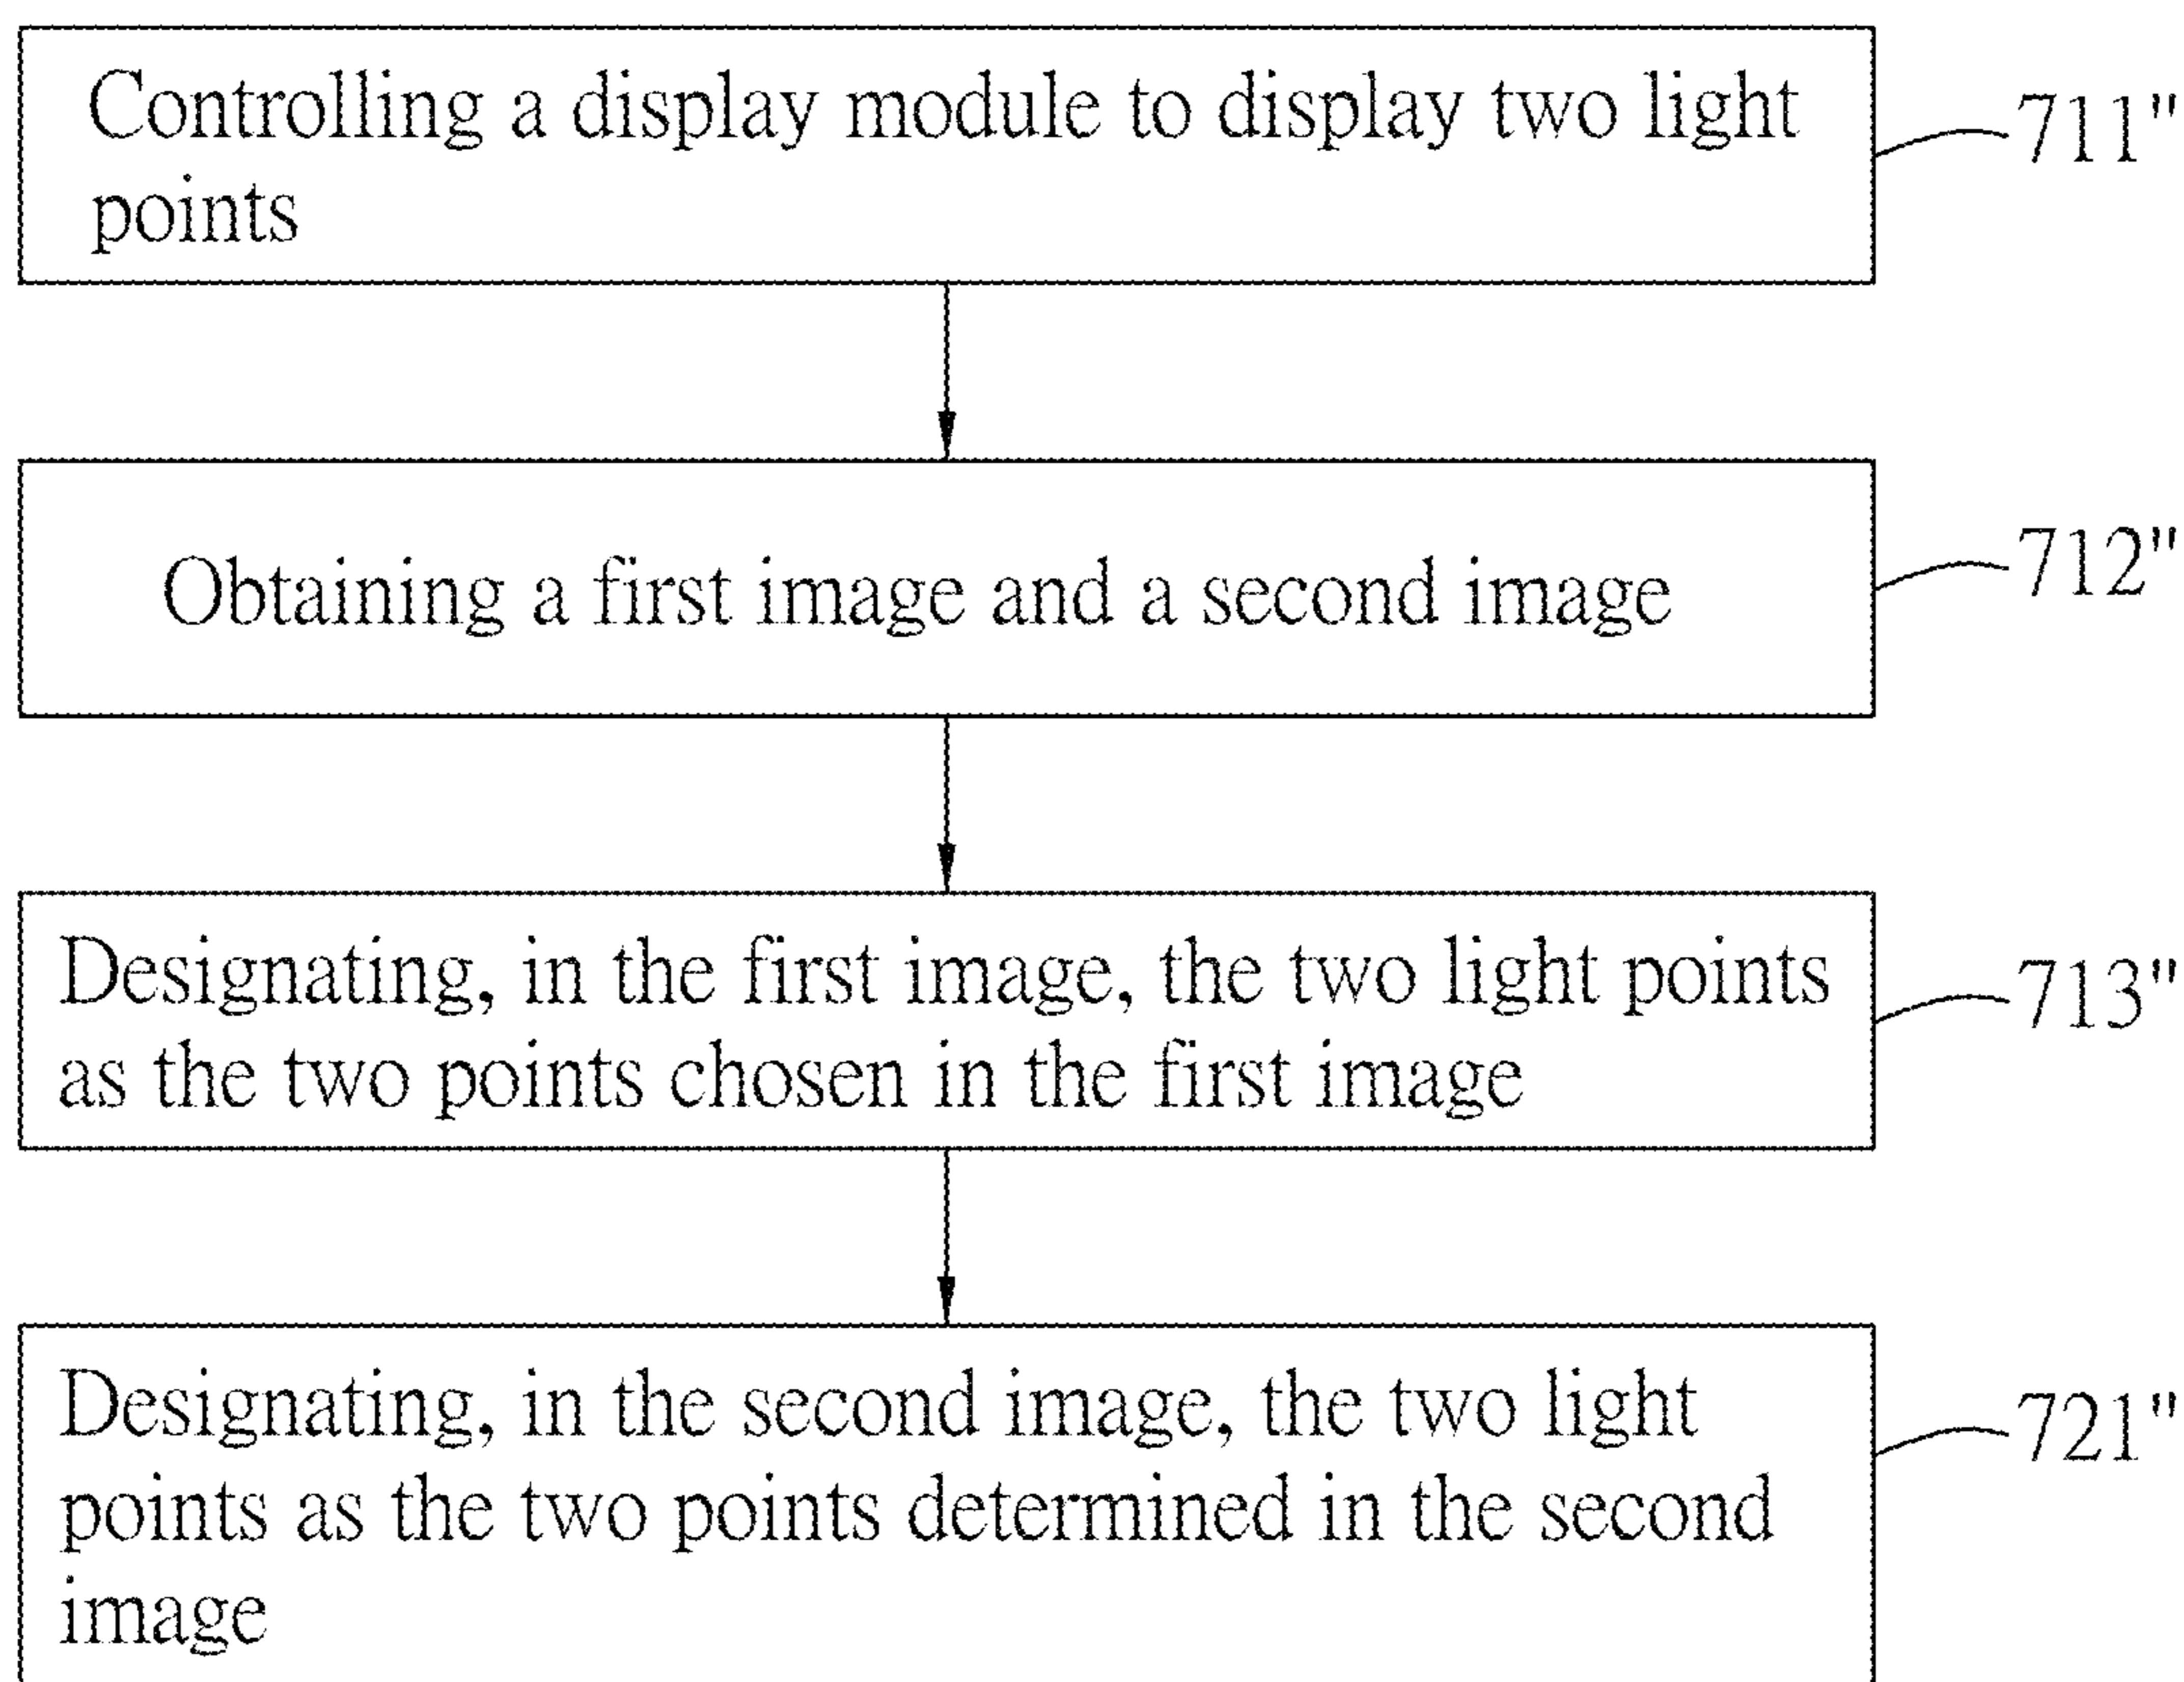 Controlling a display module to display two light
points
711"
Obtaining a first image and a second image
712"
Designating, in the first image, the two light points
as the two points chosen in the first image
713"
Designating, in the second image, the two light
points as the two points determined in the second
image
721"